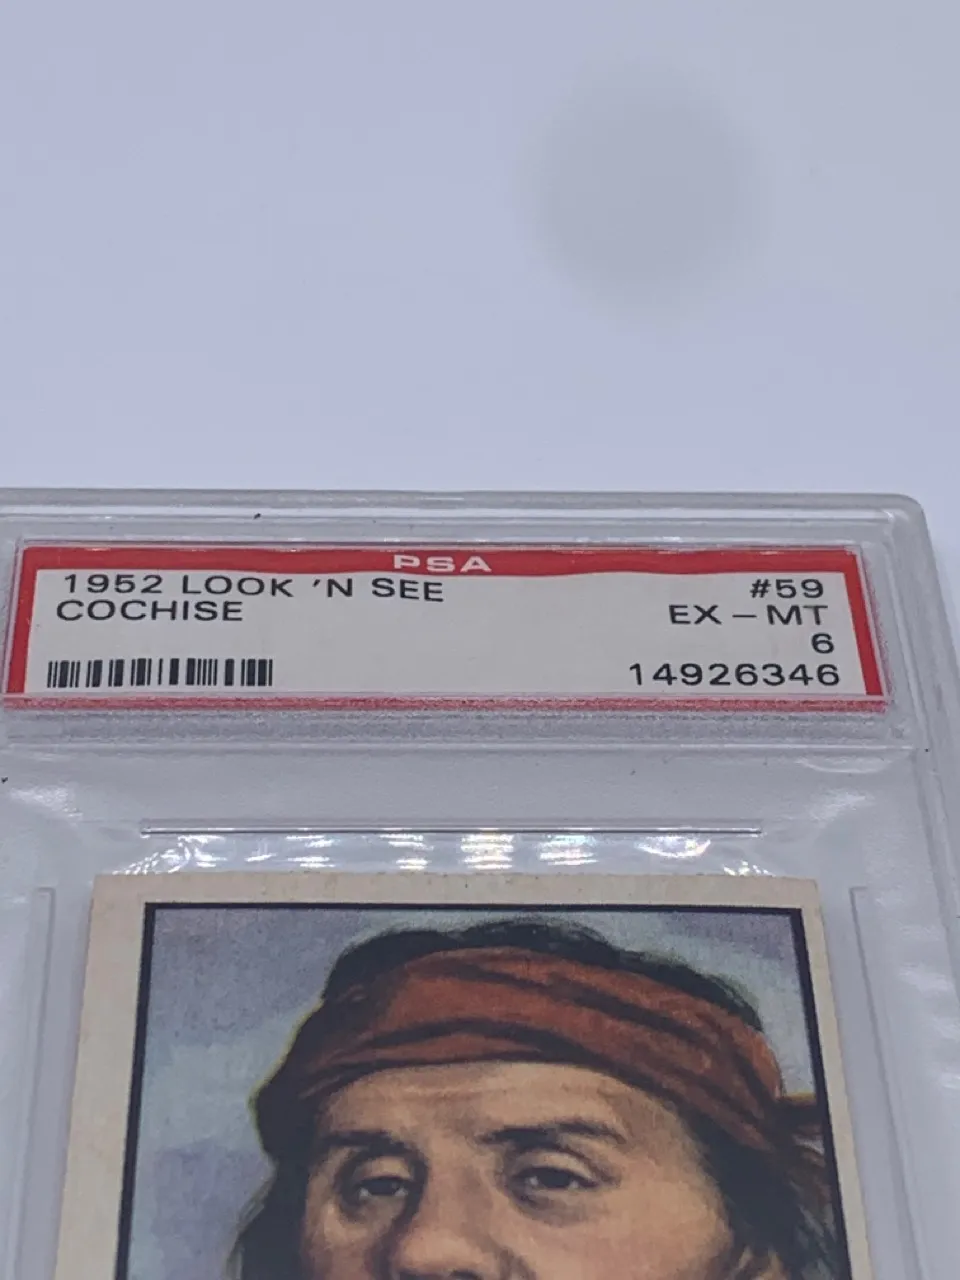 PSA
1952 LOOK 'N SEE #59
COCHISE EX - MT
6
14926346